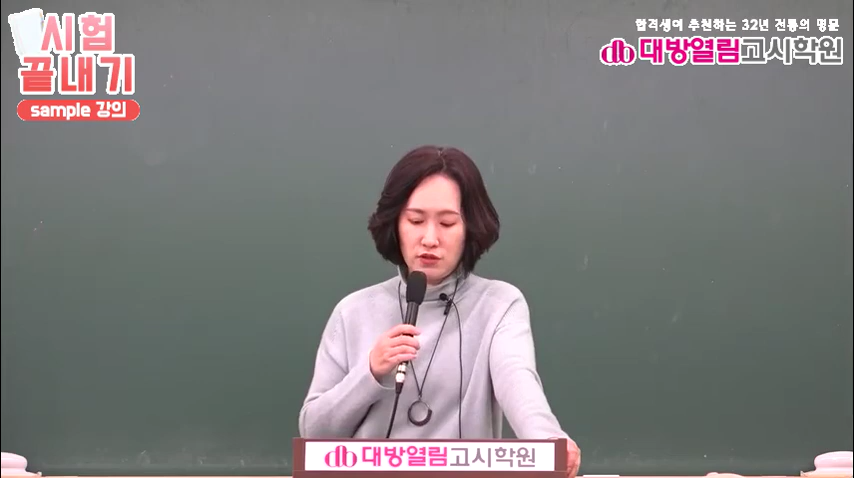 시험
끝내기
sample 강의
합격생이 추천하는 32년 전통의 명문
db 대방열림고시학원
db 대방열림고시학원